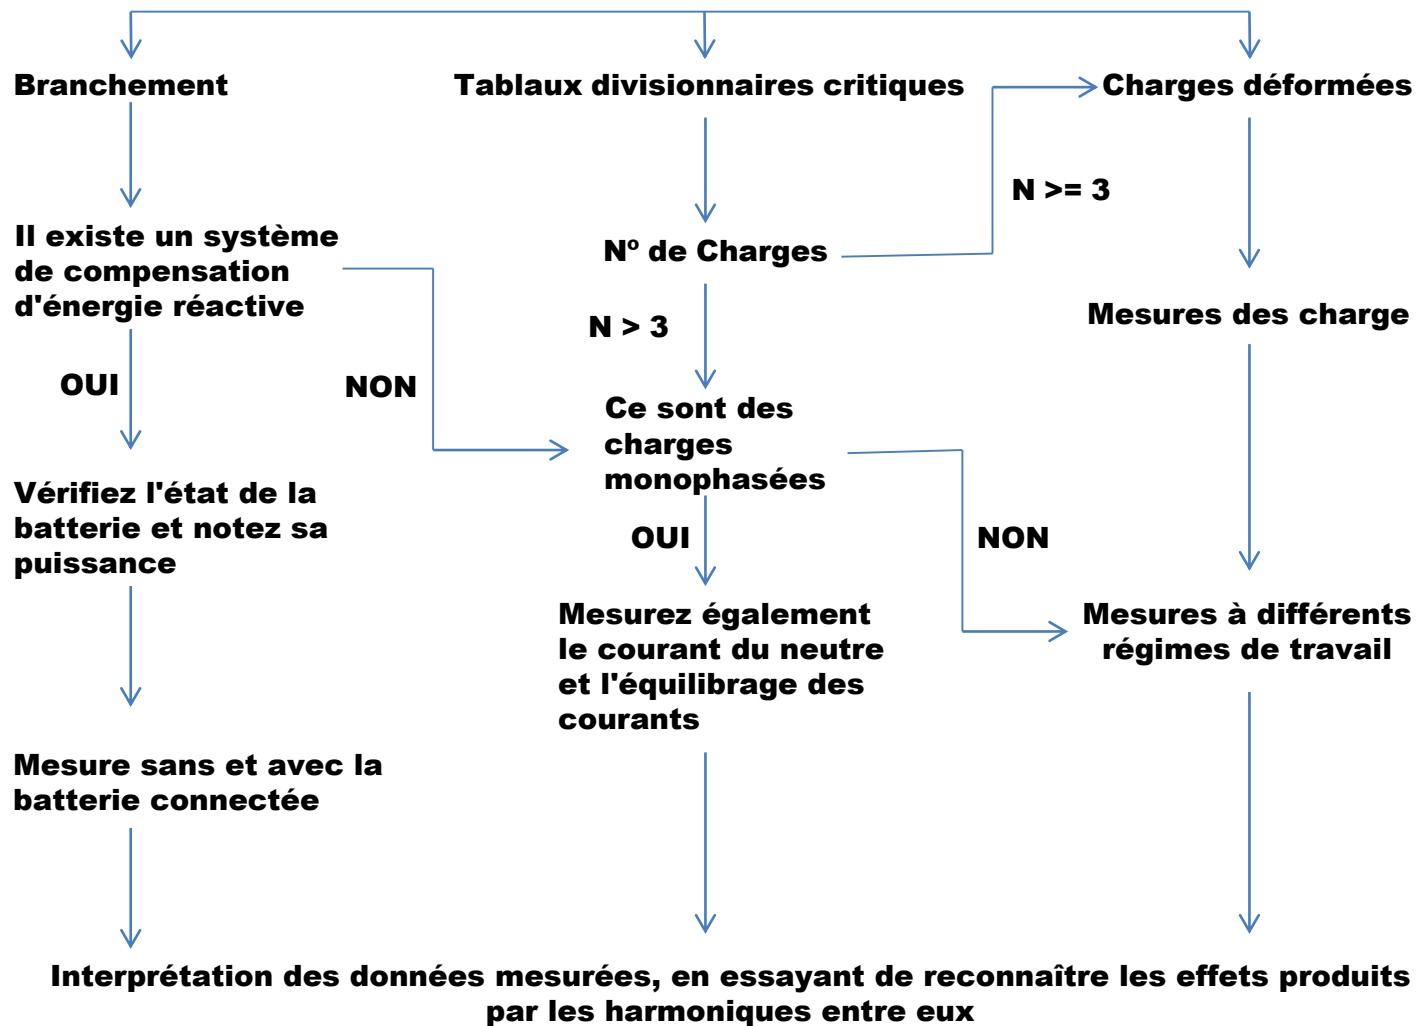 Branchement
Tablaux divisionnaires critiques
Charges déformées
N >= 3
Il existe un système
de compensation
d'énergie réactive
Nº de Charges
Mesures des charge
N > 3
OUI
NON
Ce sont des
charges
monophasées
Vérifiez l'état de la
batterie et notez sa
puissance
OUI
NON
Mesurez également
le courant du neutre
et l'équilibrage des
courants
Mesures à différents
régimes de travail
Mesure sans et avec la
batterie connectée
Interprétation des données mesurées, en essayant de reconnaître les effets produits
par les harmoniques entre eux